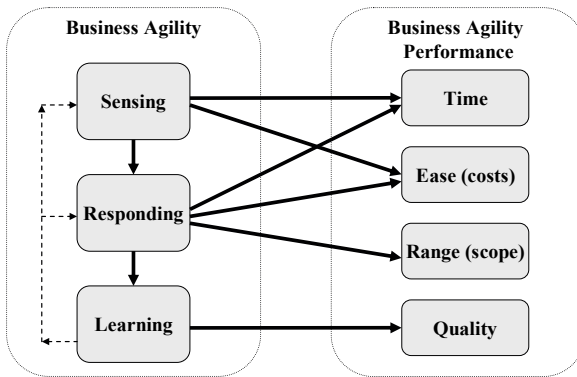 Business Agility
Sensing
Responding
Learning
Business Agility
Performance
Time
Ease (costs)
Range (scope)
Quality